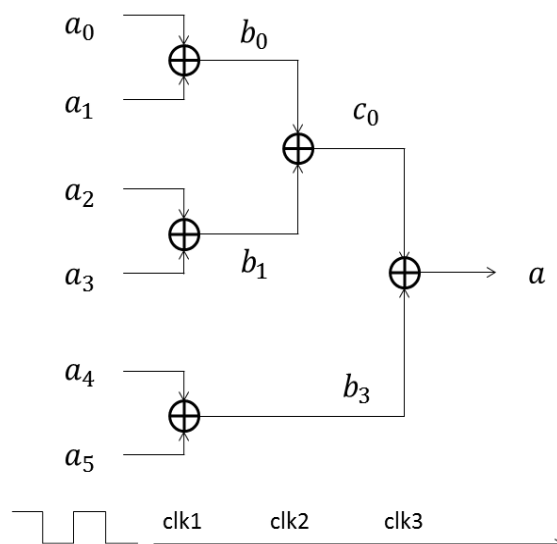 a₀
b₀
a₁
c₀
a₂
a₃
b₁
a
a₄
b₃
a₅
clk1 clk2 clk3